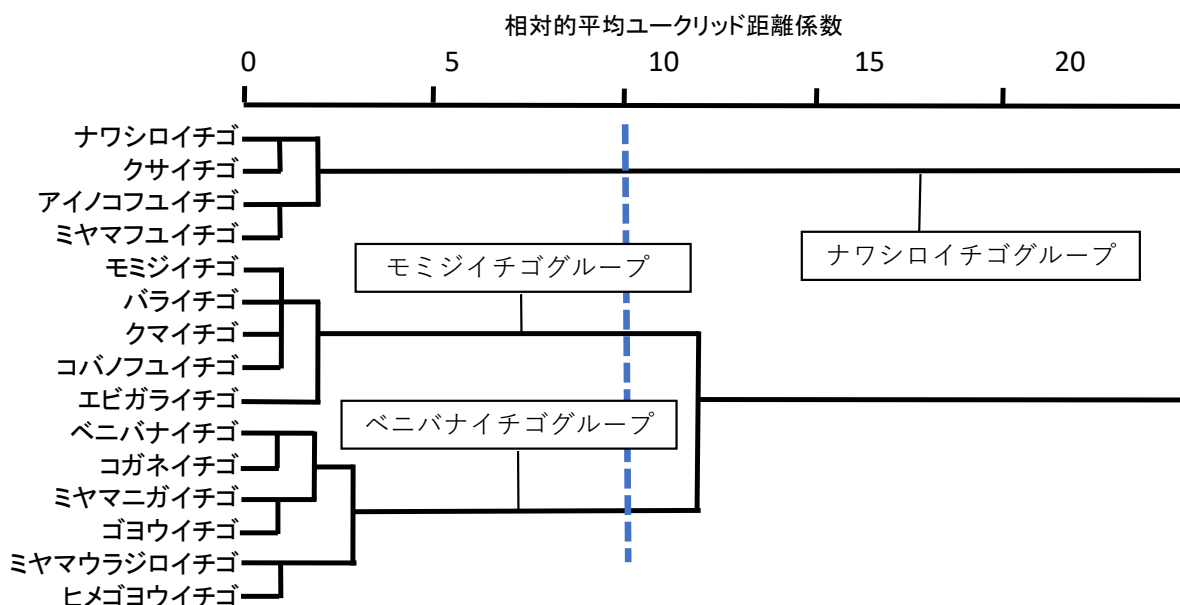 相対的平均ユークリッド距離係数
0 5 10 15 20
ナワシロイチゴ
クサイチゴ
アイノコフユイチゴ
ミヤマフユイチゴ
モミジイチゴ
バライチゴ
クマイチゴ
コバノフユイチゴ
エビガライチゴ
ベニバナイチゴ
コガネイチゴ
ミヤマニガイチゴ
ゴヨウイチゴ
ミヤマウラジロイチゴ
ヒメゴヨウイチゴ
ナワシロイチゴグループ
モミジイチゴグループ
ベニバナイチゴグループ